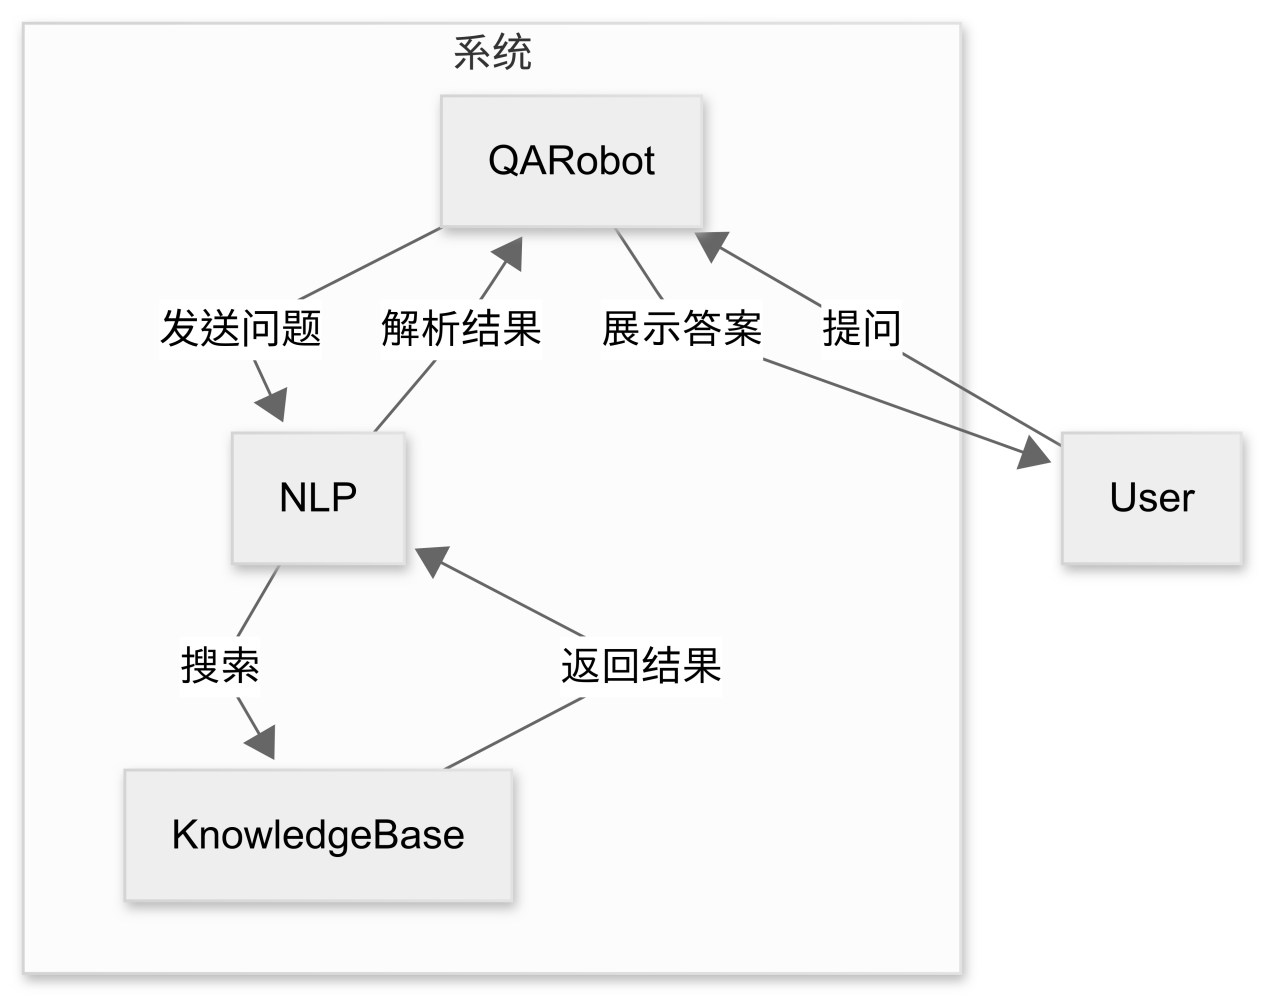 系统
QARobot
发送问题
解析结果
展示答案
提问
NLP
User
搜索
返回结果
KnowledgeBase